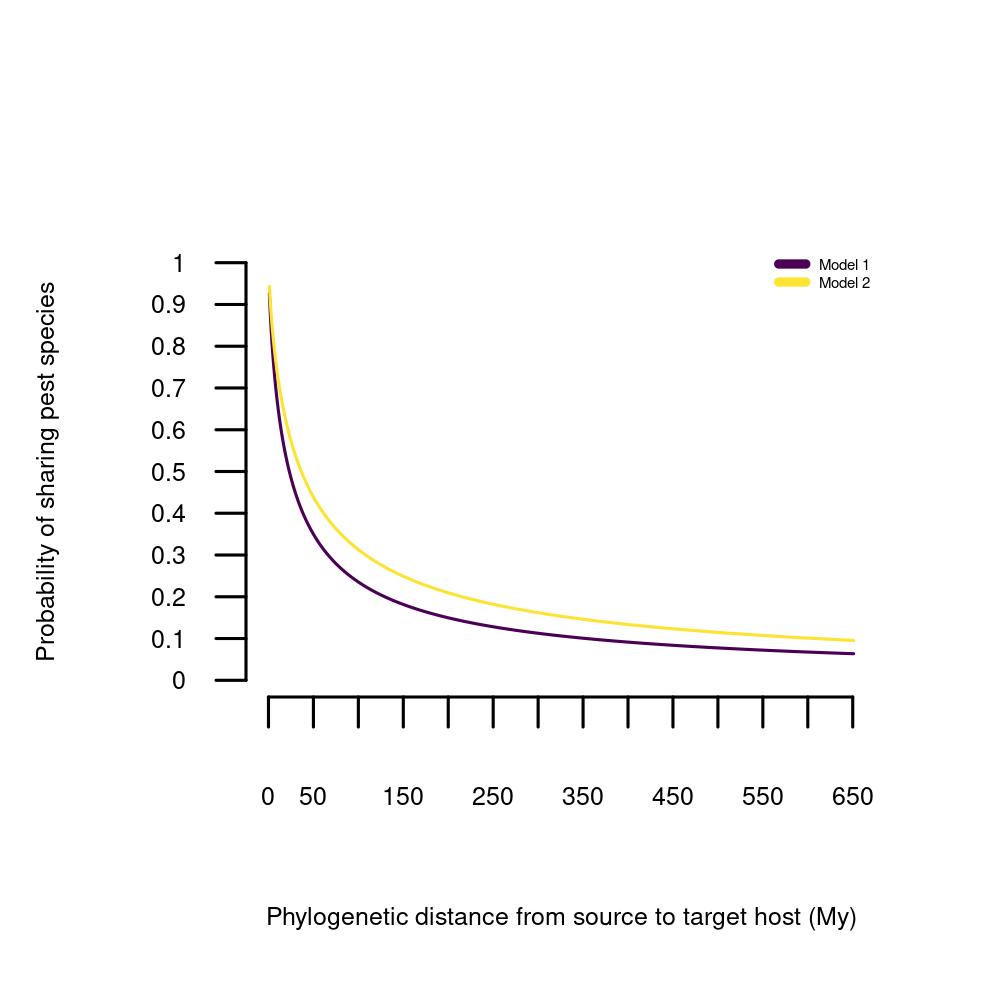 Model 1
Model 2
Probability of sharing pest species
1
0.9
0.8
0.7
0.6
0.5
0.4
0.3
0.2
0.1
0
0 50 150 250 350 450 550 650
Phylogenetic distance from source to target host (My)